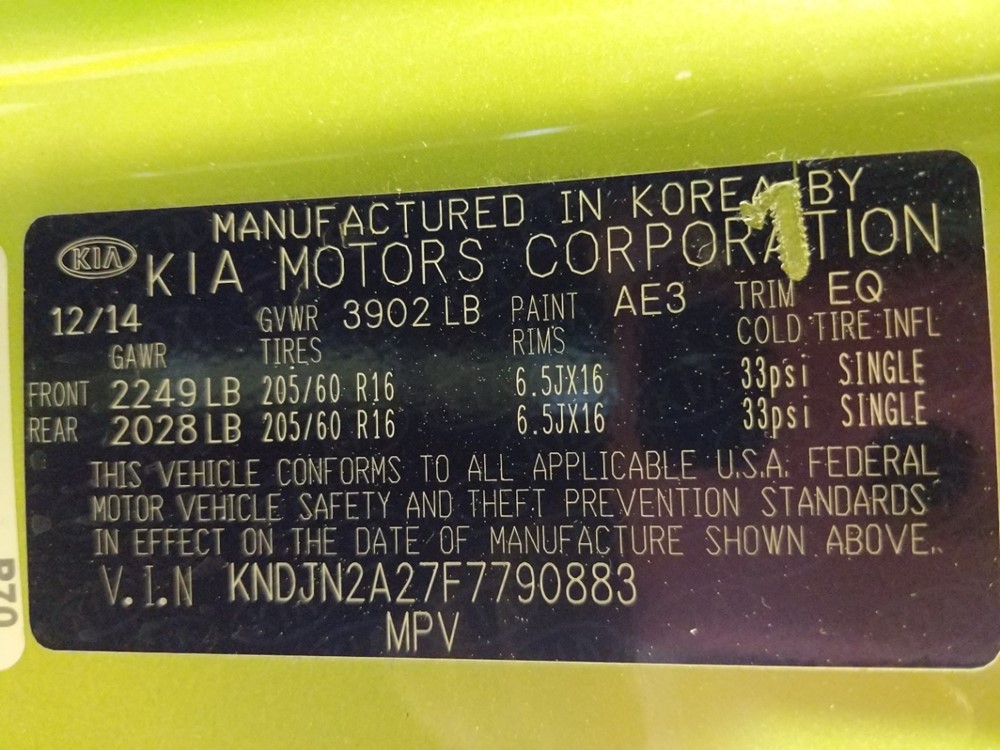 MANUFACTURED IN KOREA BY
KIA KIA MOTORS CORPORATION
12/14 GVWR 3902 LB PAINT AE3 TRIM EQ
GAWR TIRES RIMS COLD TIRE INFL
FRONT 2249 LB 205/60 R16 6.5JX16 33psi SINGLE
REAR 2028 LB 205/60 R16 6.5JX16 33psi SINGLE
THIS VEHICLE CONFORMS TO ALL APPLICABLE U.S.A. FEDERAL
MOTOR VEHICLE SAFETY AND THEFT PREVENTION STANDARDS
IN EFFECT ON THE DATE OF MANUFACTURE SHOWN ABOVE.
V.I.N KNDJN2A27F7790883
MPV